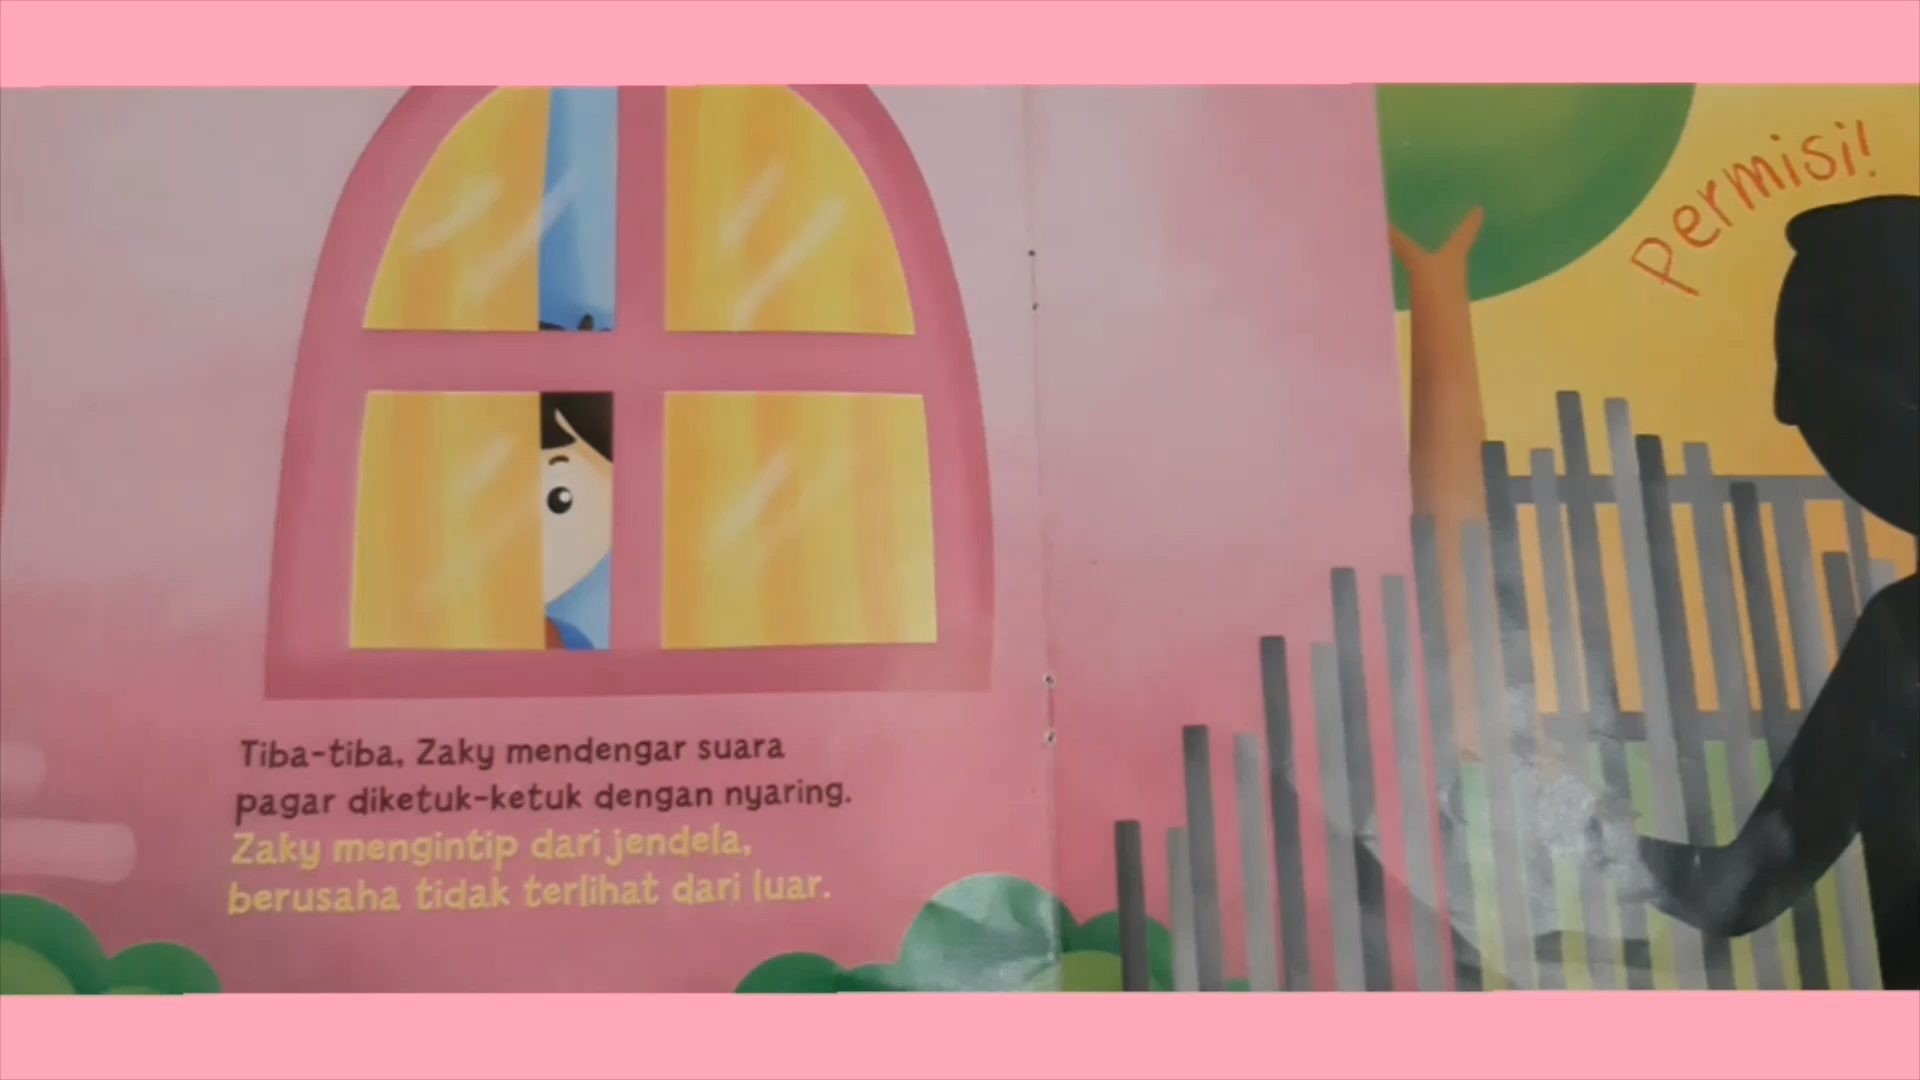 Tiba-tiba, Zaky mendengar suara
pagar diketuk-ketuk dengan nyaring.
Zaky mengintip dari jendela,
berusaha tidak terlihat dari luar.
Permisi!